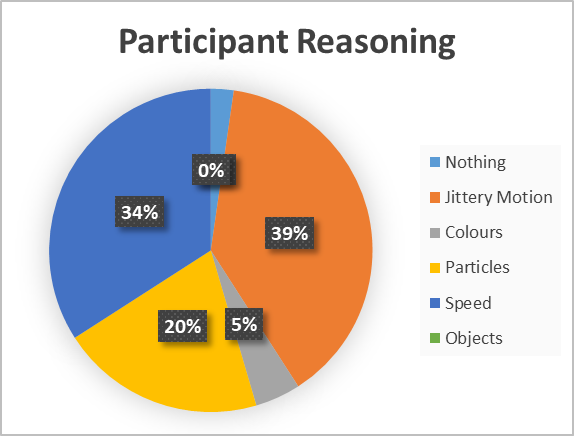 Participant Reasoning
0%
34%
39%
20%
5%
Nothing
Jittery Motion
Colours
Particles
Speed
Objects